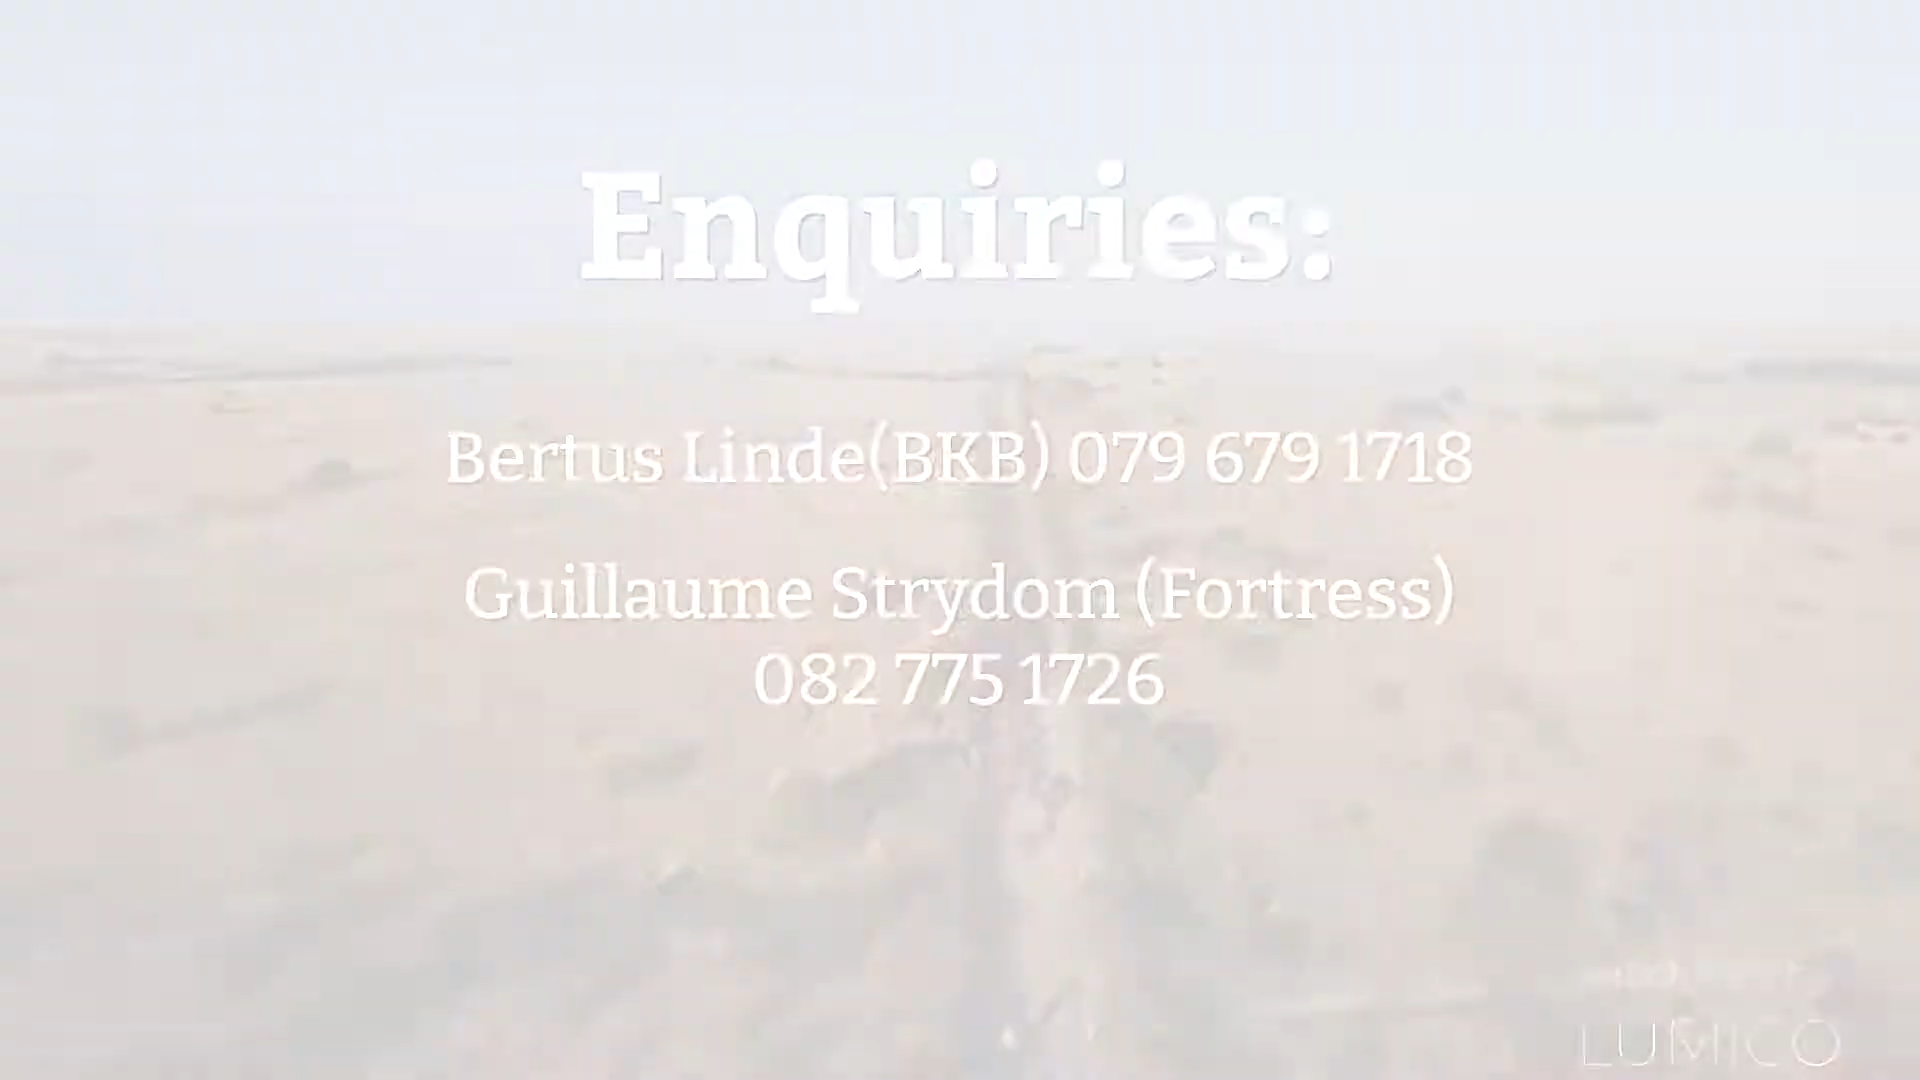 Enquiries:
Bertus Linde(BKB) 079 679 1718
Guillaume Strydom (Fortress)
082 775 1726
LUMICO